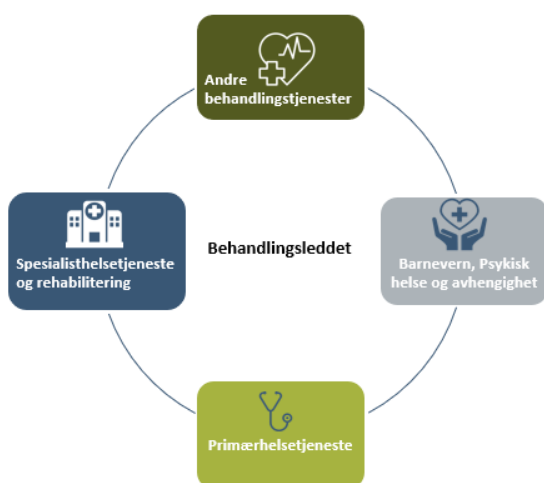 Andre
behandlingstjenester
Spesialisthelsetjeneste
og rehabilitering
Behandlingsleddet
Barnevern, Psykisk
helse og avhengighet
Primærhelsetjeneste